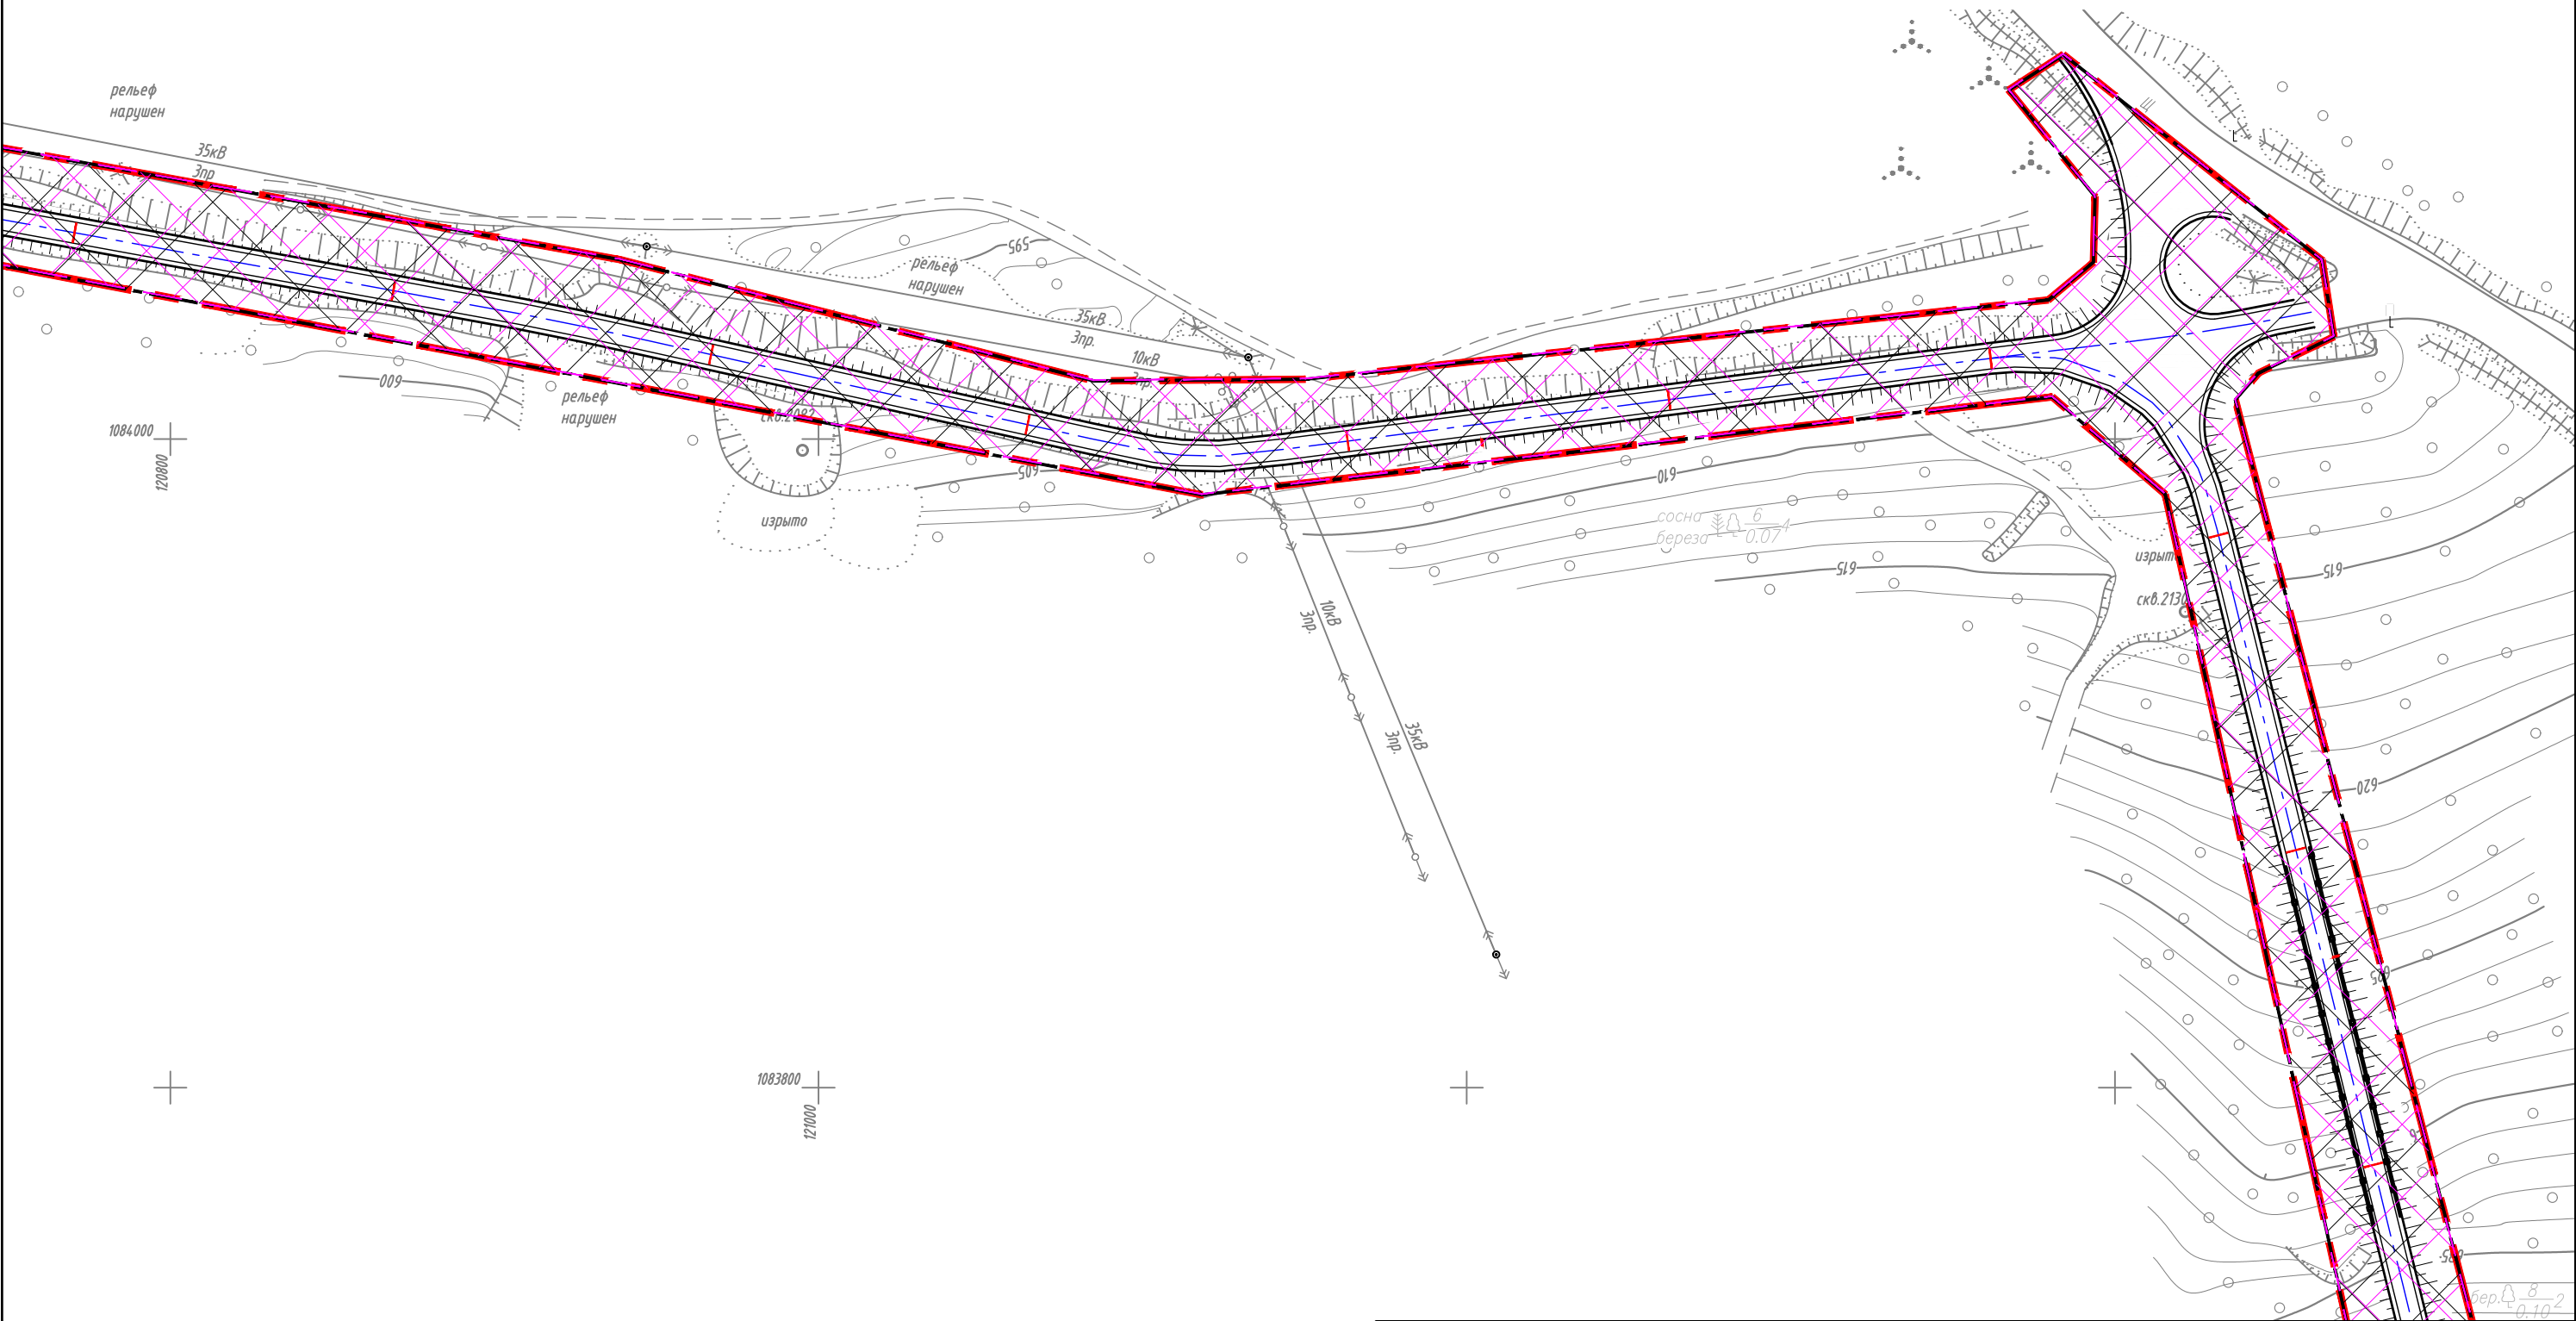 рельеф
нарушен
35кВ
3пр
595
рельеф
нарушен
35кВ
3пр.
10кВ
600
рельеф
нарушен
1084000
120800
605
610
изрыто
сосна 6 4
береза 0.07
615
615
скв.2130
10кВ
3пр.
35кВ
3пр.
620
625
1083800
121000
бер. 8 2
0.10